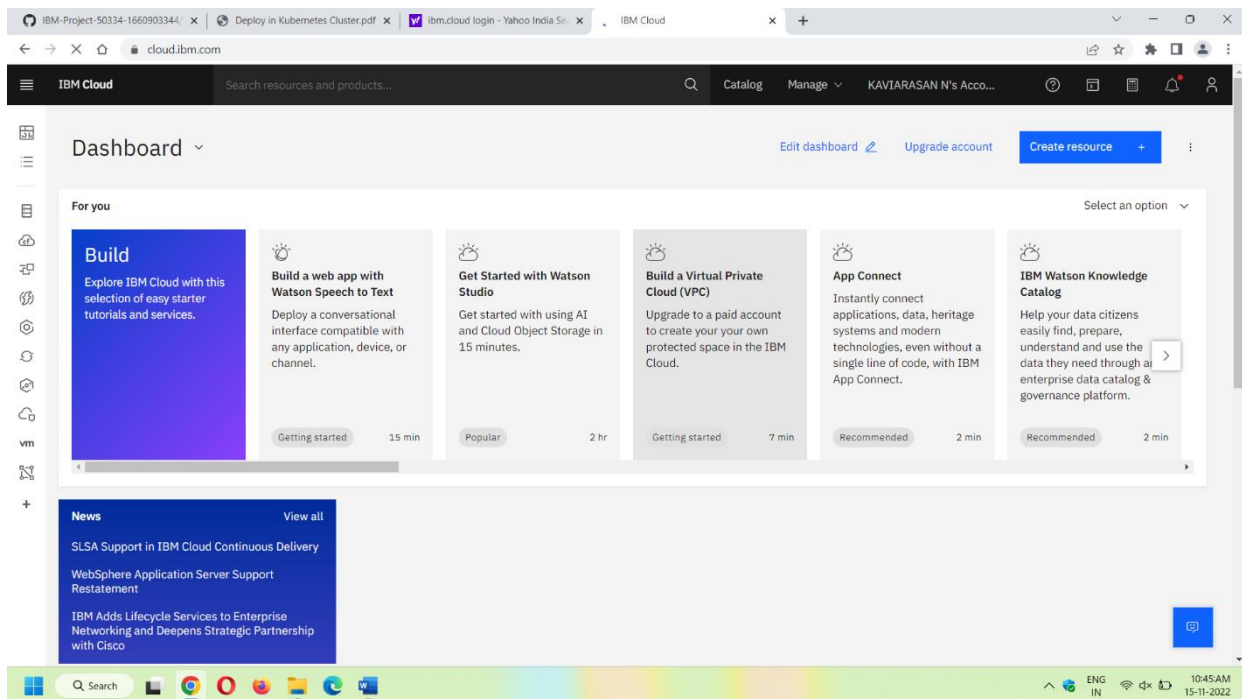 IBM-Project-50334-1660903344/
Deploy in Kubernetes Cluster.pdf
ibm.cloud login - Yahoo India Se
IBM Cloud
cloud.ibm.com
IBM Cloud
Search resources and products...
Catalog
Manage
KAVIARASAN N's Acco...
Dashboard
Edit dashboard
Upgrade account
Create resource +
For you
Select an option
Build
Explore IBM Cloud with this
selection of easy starter
tutorials and services.
Build a web app with
Watson Speech to Text
Deploy a conversational
interface compatible with
any application, device, or
channel.
Getting started 15 min
Get Started with Watson
Studio
Get started with using AI
and Cloud Object Storage in
15 minutes.
Popular 2 hr
Build a Virtual Private
Cloud (VPC)
Upgrade to a paid account
to create your your own
protected space in the IBM
Cloud.
Getting started 7 min
App Connect
Instantly connect
applications, data, heritage
systems and modern
technologies, even without a
single line of code, with IBM
App Connect.
Recommended 2 min
IBM Watson Knowledge
Catalog
Help your data citizens
easily find, prepare,
understand and use the
data they need through an
enterprise data catalog &
governance platform.
Recommended 2 min
vm
News
View all
SLSA Support in IBM Cloud Continuous Delivery
WebSphere Application Server Support
Restatement
IBM Adds Lifecycle Services to Enterprise
Networking and Deepens Strategic Partnership
with Cisco
Search
ENG
IN
10:45AM
15-11-2022